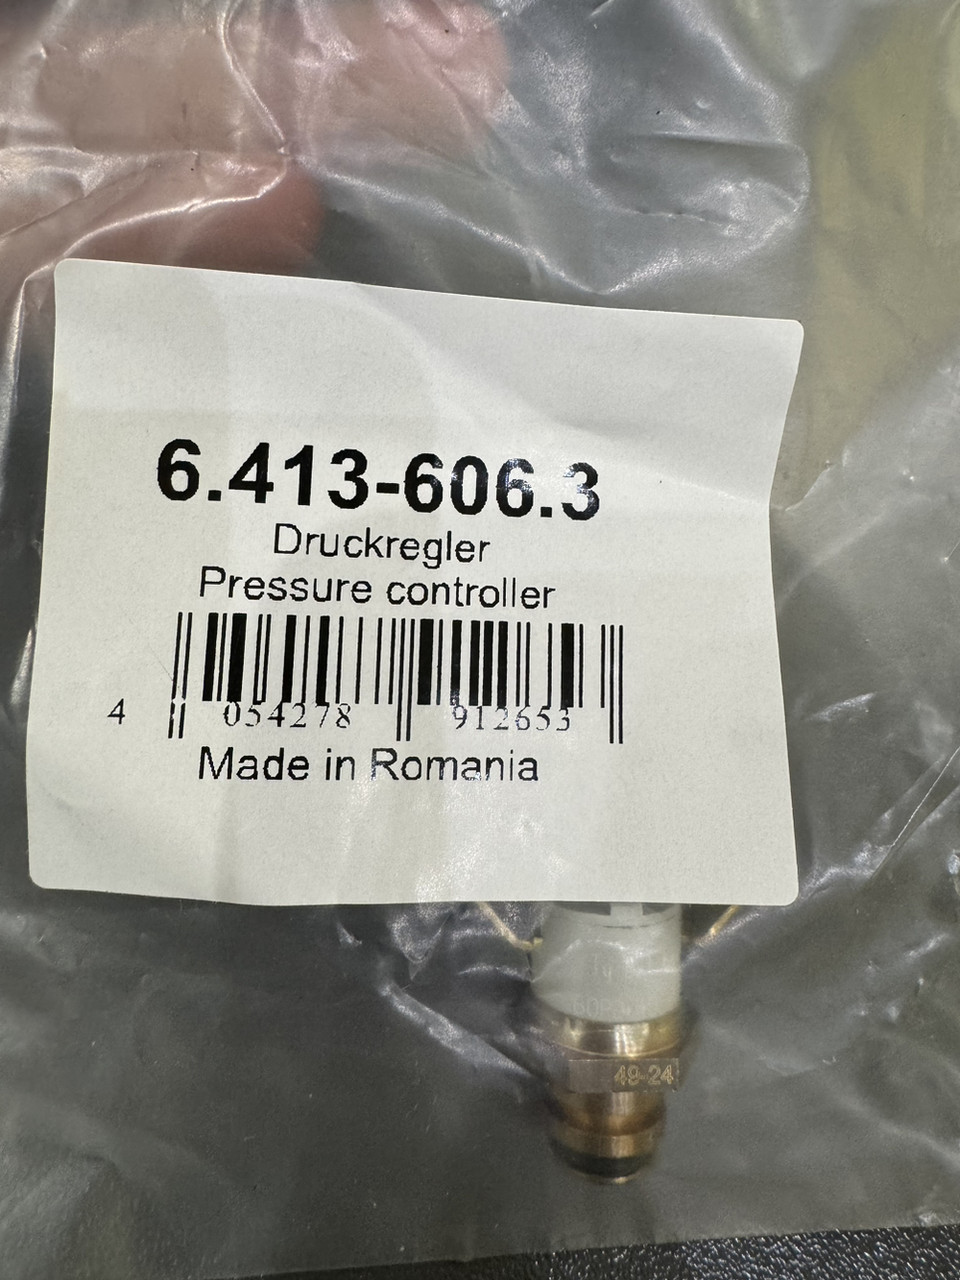 6.413-606.3
Druckregler
Pressure controller
4 054278 912653
Made in Romania
49-24